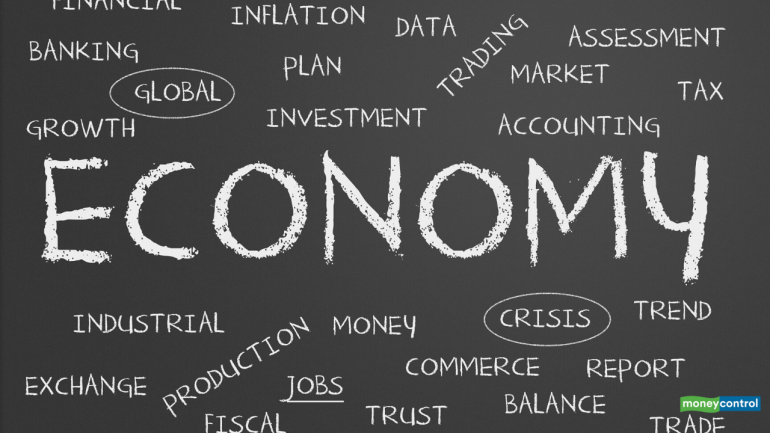 FINANCIAL
INFLATION
DATA
TRADING
ASSESSMENT
BANKING
PLAN
MARKET
GLOBAL
TAX
GROWTH
INVESTMENT
ACCOUNTING
ECONOMY
INDUSTRIAL
MONEY
CRISIS
TREND
PRODUCTION
COMMERCE
REPORT
EXCHANGE
JOBS
BALANCE
FISCAL
TRUST
TRADE
moneycontrol